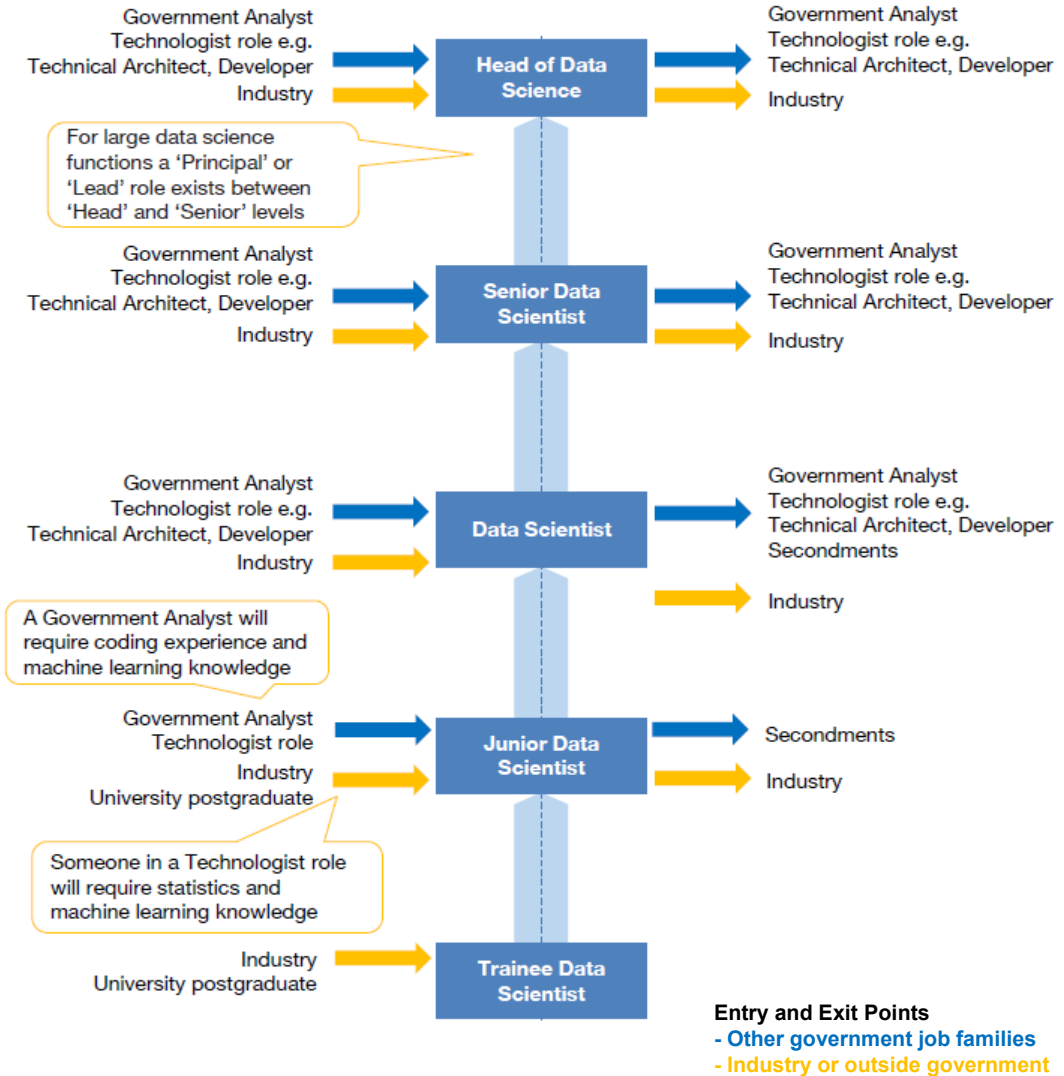 Government Analyst
Technologist role e.g.
Technical Architect, Developer
Industry
Head of Data
Science
Government Analyst
Technologist role e.g.
Technical Architect, Developer
Industry
For large data science
functions a ‘Principal’ or
‘Lead’ role exists between
‘Head’ and ‘Senior’ levels
Government Analyst
Technologist role e.g.
Technical Architect, Developer
Industry
Senior Data
Scientist
Government Analyst
Technologist role e.g.
Technical Architect, Developer
Industry
Government Analyst
Technologist role e.g.
Technical Architect, Developer
Industry
Data Scientist
Government Analyst
Technologist role e.g.
Technical Architect, Developer
Secondments
Industry
A Government Analyst will
require coding experience and
machine learning knowledge
Government Analyst
Technologist role
Industry
University postgraduate
Junior Data
Scientist
Secondments
Industry
Someone in a Technologist role
will require statistics and
machine learning knowledge
Industry
University postgraduate
Trainee Data
Scientist
Entry and Exit Points
- Other government job families
- Industry or outside government